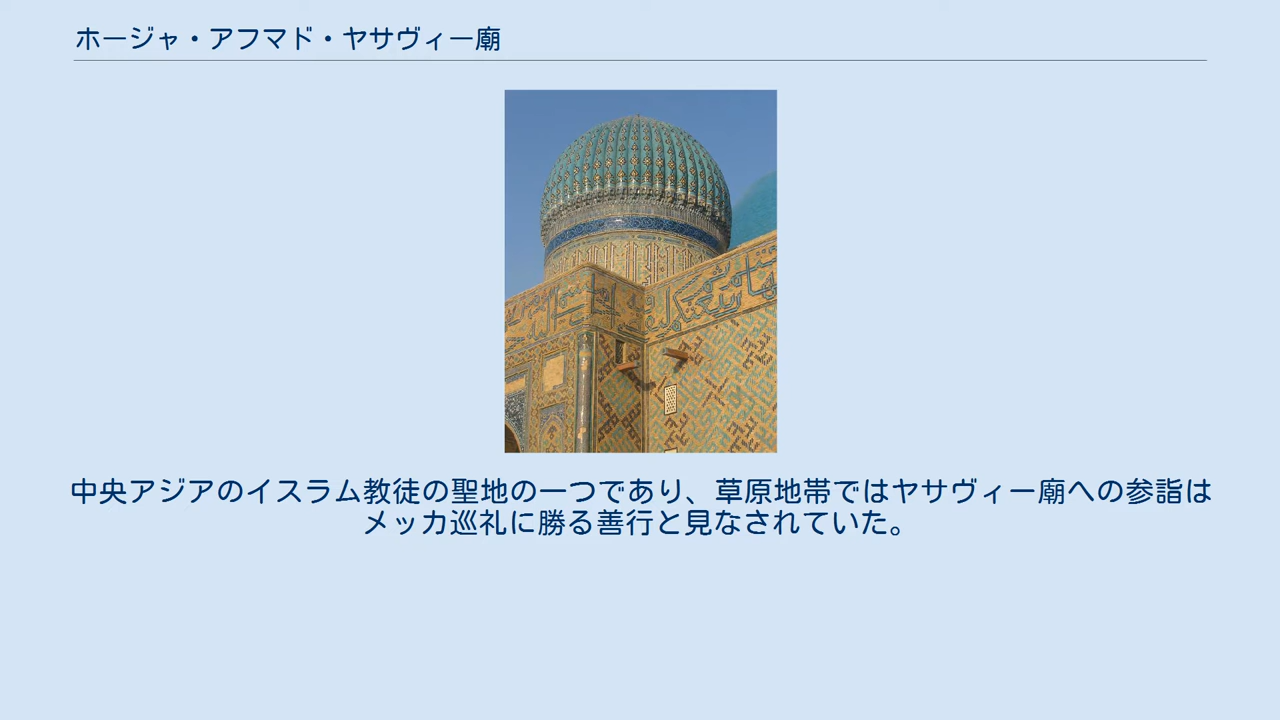 ホージャ・アフマド・ヤサヴィー廟
中央アジアのイスラム教徒の聖地の一つであり、草原地帯ではヤサヴィー廟への参詣は
メッカ巡礼に勝る善行と見なされていた。